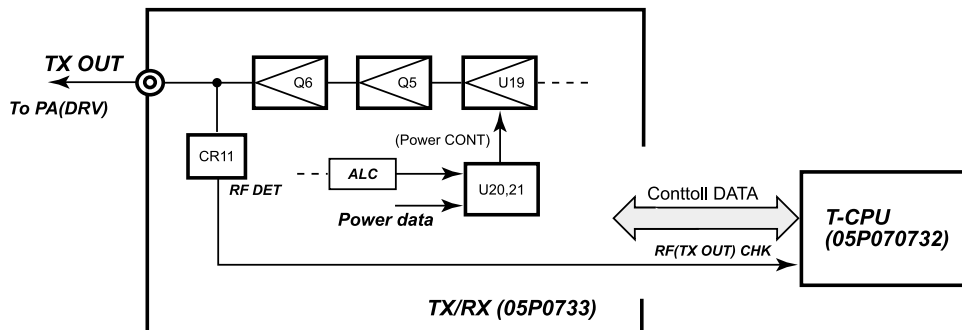 TX OUT
To PA(DRV)
Q6
Q5
U19
(Power CONT)
CR11
RF DET
ALC
U20,21
Power data
Conttoll DATA
T-CPU
(05P070732)
RF(TX OUT) CHK
TX/RX (05P0733)